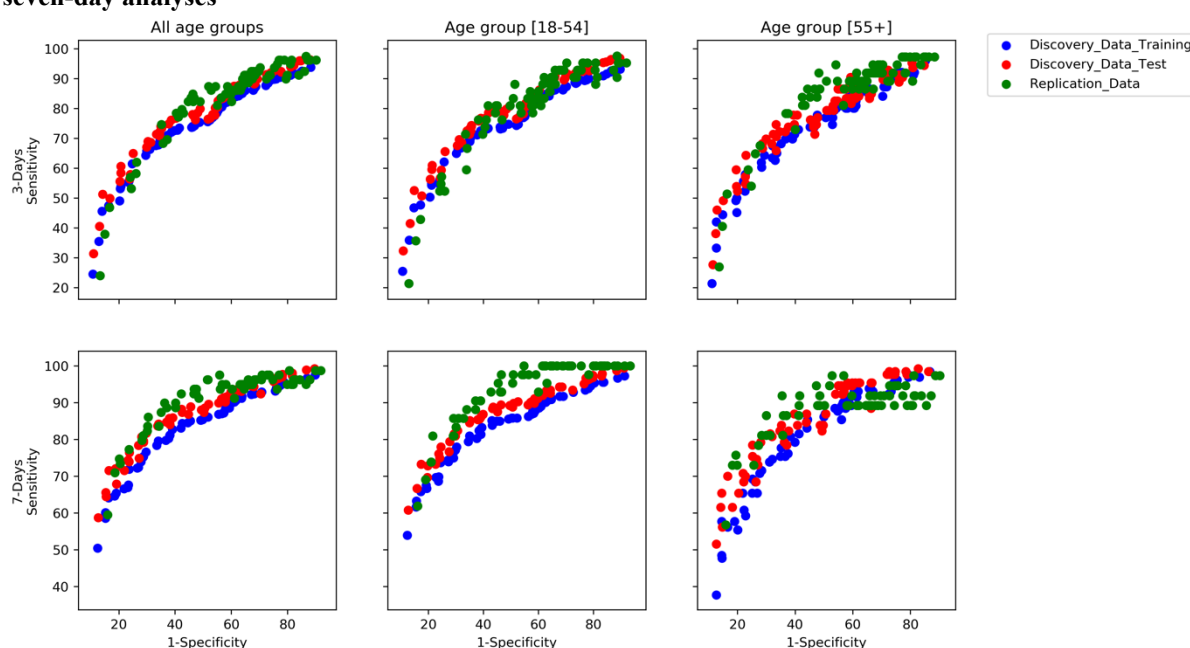 seven-day analyses
All age groups
Age group [18-54]
Age group [55+]
Discovery_Data_Training
Discovery_Data_Test
Replication_Data
3-Days
Sensitivity
100
90
80
70
60
50
40
30
20
20
40
60
80
20
40
60
80
20
40
60
80
7-Days
Sensitivity
100
90
80
70
60
50
40
1-Specificity
1-Specificity
1-Specificity